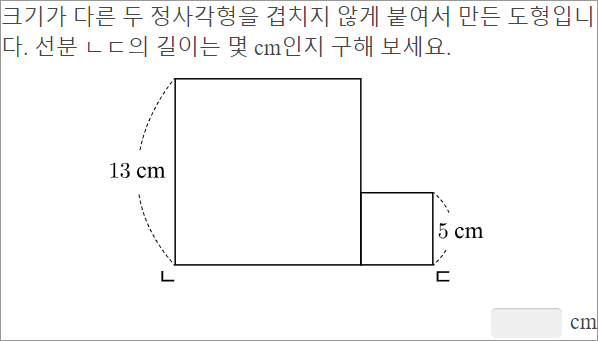 크기가 다른 두 정사각형을 겹치지 않게 붙여서 만든 도형입니
다. 선분 ㄴㄷ의 길이는 몇 cm인지 구해 보세요.
13 cm
5 cm
ㄴ
ㄷ
cm